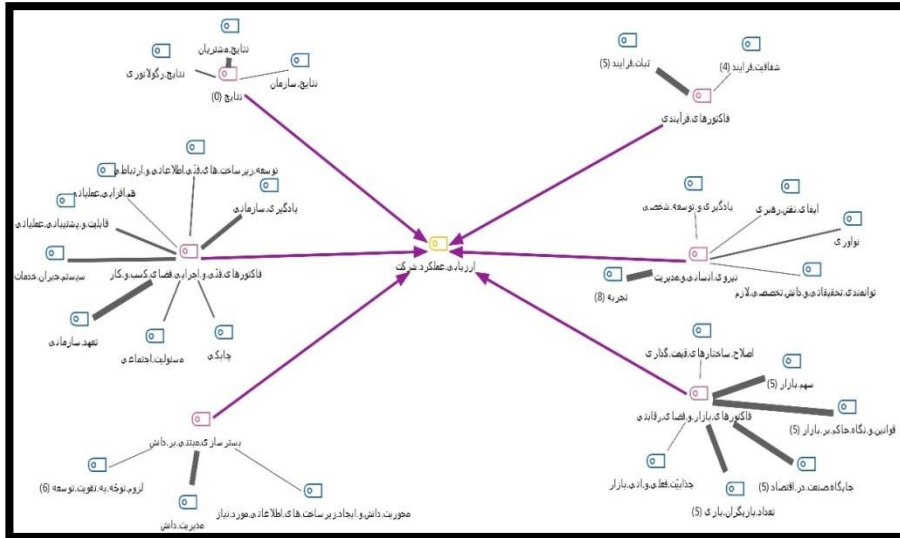 نتایج.مشتریان
نتایج.رگولاتوری
نتایج.سازمان
نتایج (0)
ثبات.فرایند (5)
شفافیت.فرایند (4)
فاکتورهای.فرآیندی
توسعه.زیرساخت.های.فنی.اطلاعاتی.و.ارتباطی
هم.افزایی.عملیاتی
یادگیری.سازمانی
قابلیت.و.پشتیبانی.عملیاتی
سیستم.جبران.خدمات
فاکتورهای.فنی.و.اجرایی.فضای.کسب.و.کار
تعهد.سازمانی
مسئولیت.اجتماعی
چابکی
ارزیابی.عملکرد.شرکت
یادگیری.و.توسعه.شخصی
ایفای.نقش.رهبری
نوآوری
نیروی.انسانی.و.مدیریت
توانمندی.تحقیقاتی.و.دانش.تخصصی.لازم
تجربه (8)
اصلاح.ساختارهای.قیمت.گذاری
سهم.بازار (5)
فاکتورهای.بازار.و.فضای.رقابتی
قوانین.و.نگاه.حاکم.بر.بازار (5)
جذابیت.فعلی.و.آتی.بازار
جایگاه.صنعت.در.اقتصاد (5)
تعداد.بازیگران.بازی (5)
بستر.سازی.مبتنی.بر.دانش
لزوم.توجه.به.تقویت.توسعه (6)
مدیریت.دانش
محوریت.دانش.و.ایجاد.زیرساخت.های.اطلاعاتی.مورد.نیاز